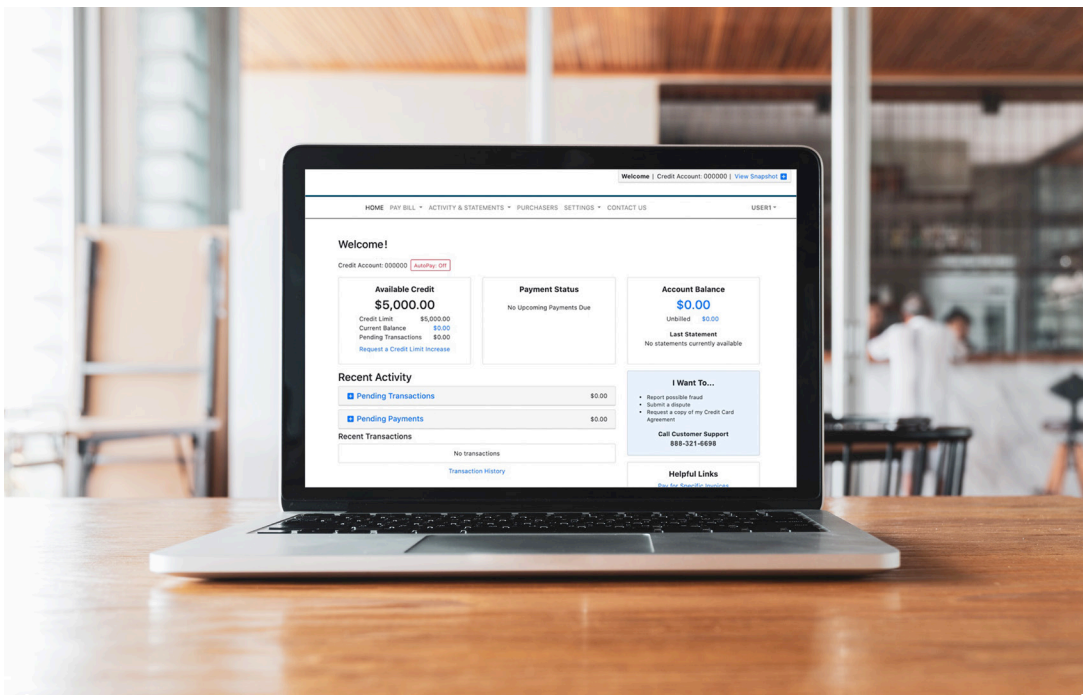 Welcome | Credit Account: 000000 | View Snapshot
HOME PAY BILL ACTIVITY & STATEMENTS PURCHASERS SETTINGS CONTACT US USER1
Welcome!
Credit Account: 000000 AutoPay: Off
Available Credit
$5,000.00
Credit Limit $5,000.00
Current Balance $0.00
Pending Transactions $0.00
Request a Credit Limit Increase
Payment Status
No Upcoming Payments Due
Account Balance
$0.00
Unbilled $0.00
Last Statement
No statements currently available
Recent Activity
Pending Transactions $0.00
Pending Payments $0.00
Recent Transactions
No transactions
Transaction History
I Want To...
Report possible fraud
Submit a dispute
Request a copy of my Credit Card
Agreement
Call Customer Support
888-321-6698
Helpful Links
Pay for Specific Invoices